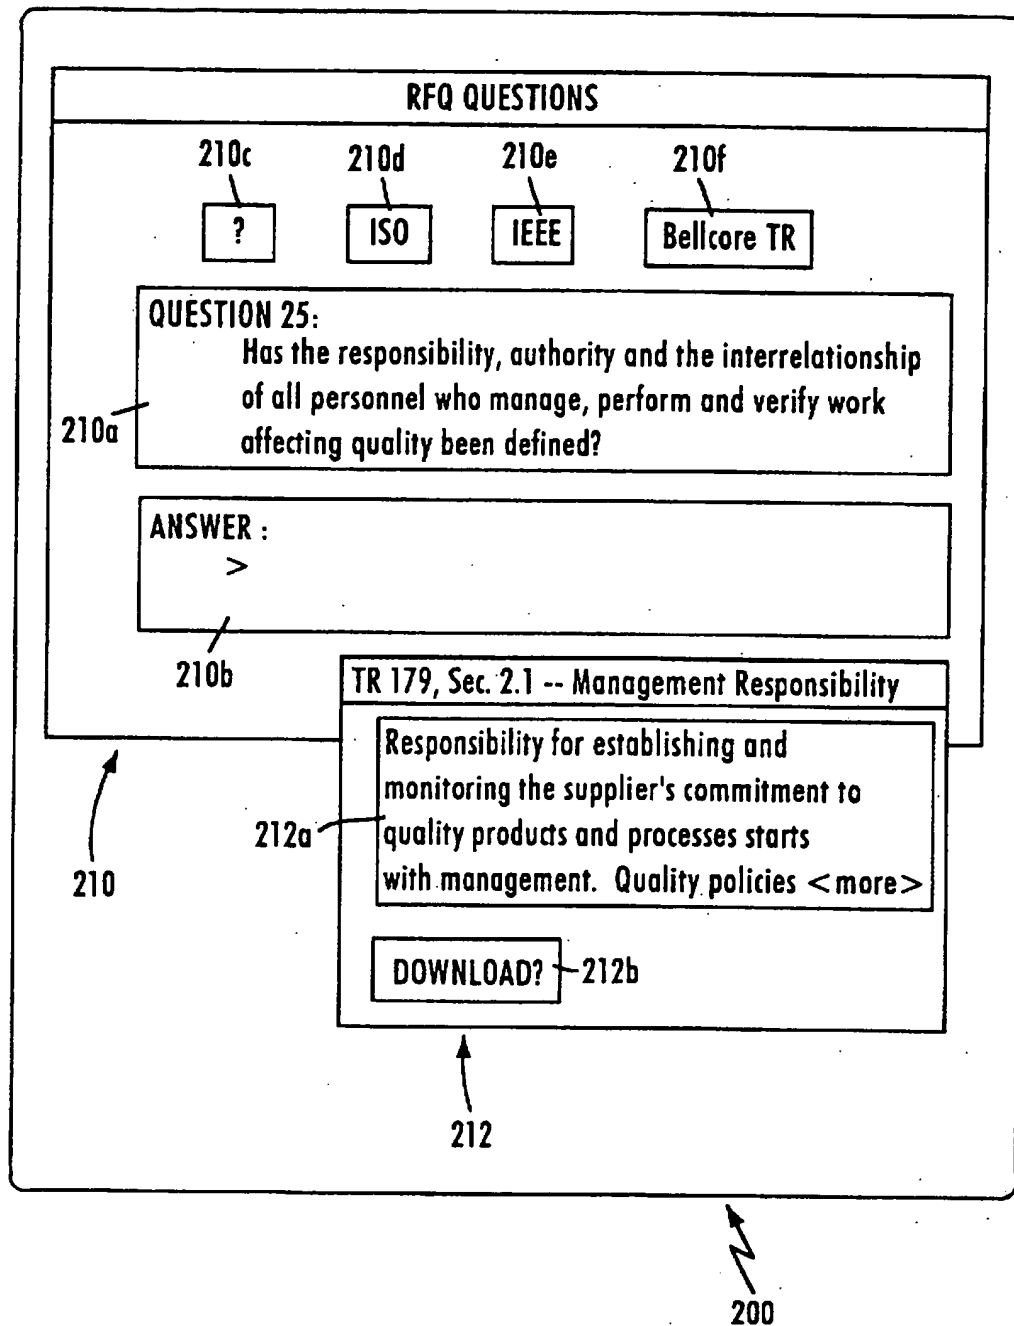 RFQ QUESTIONS
210c 210d 210e 210f
? ISO IEEE Bellcore TR
QUESTION 25:
Has the responsibility, authority and the interrelationship
of all personnel who manage, perform and verify work
affecting quality been defined?
210a
ANSWER :
>
210b
TR 179, Sec. 2.1 -- Management Responsibility
Responsibility for establishing and
monitoring the supplier's commitment to
quality products and processes starts
with management. Quality policies <more>
212a
210
DOWNLOAD? 212b
212
200